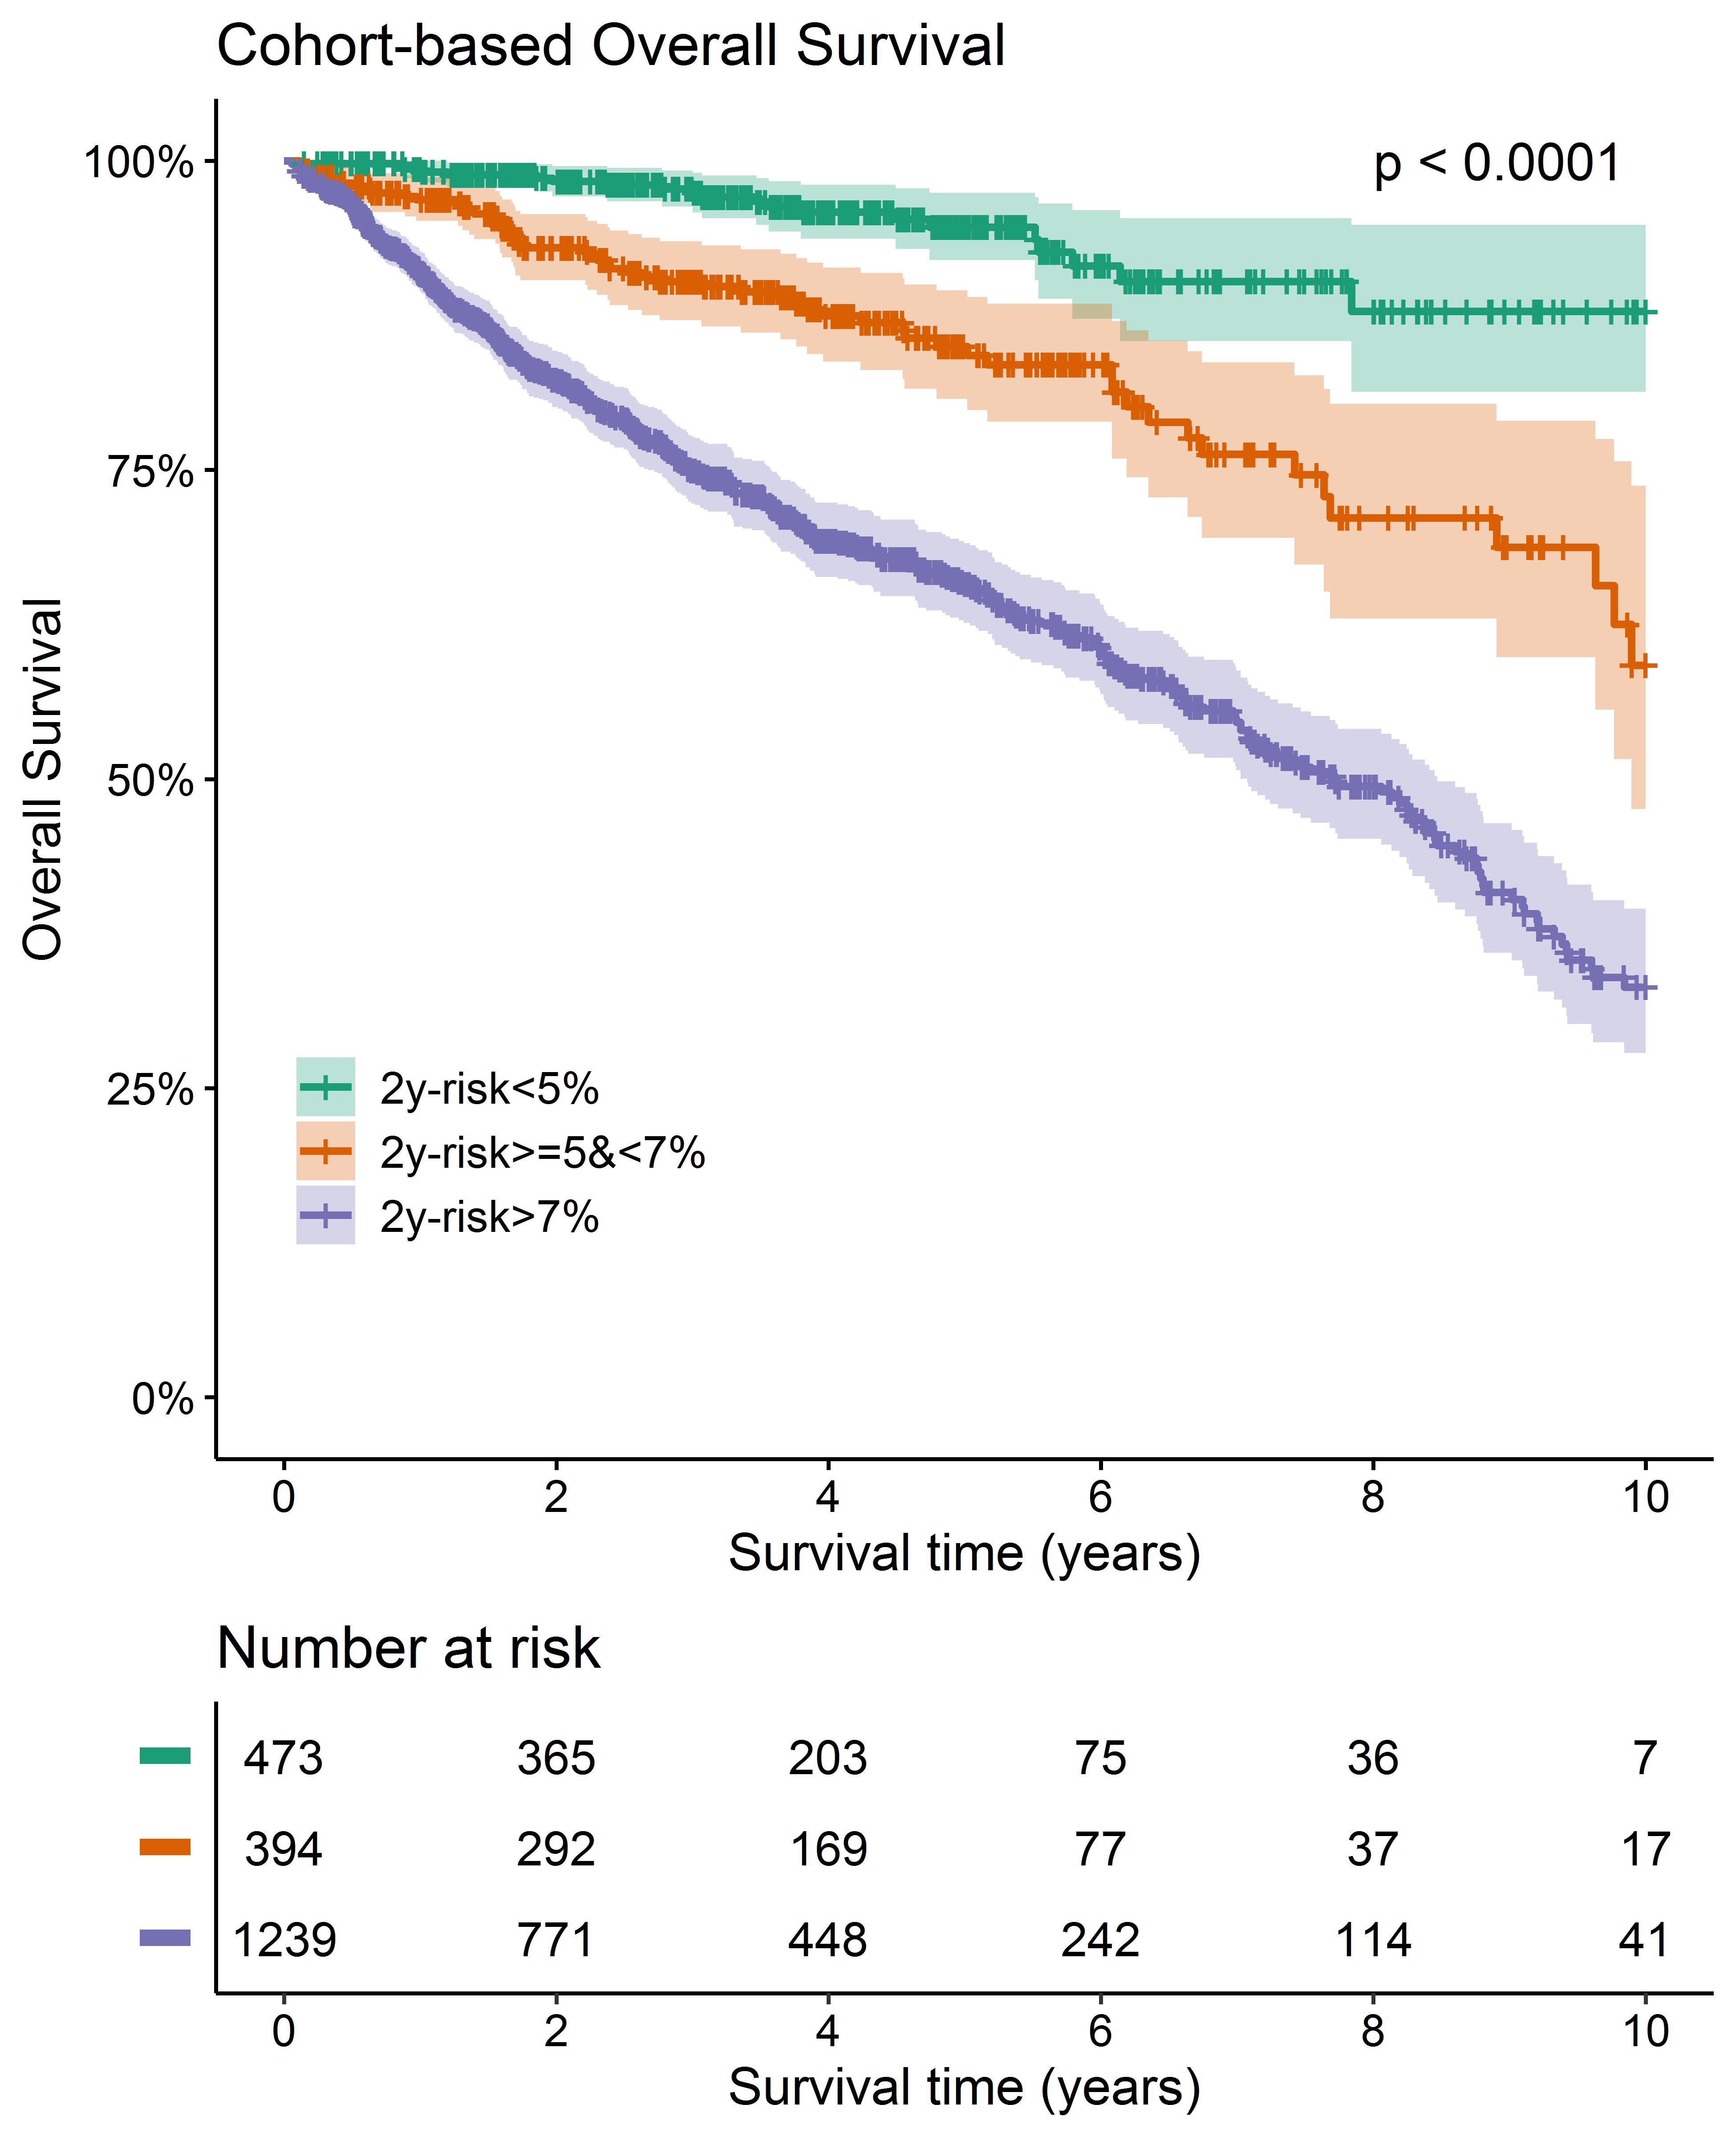 Cohort-based Overall Survival
100%
p < 0.0001
75%
50%
25%
0%
Overall Survival
2y-risk<5%
2y-risk>=5&<7%
2y-risk>7%
0 2 4 6 8 10
Survival time (years)
Number at risk
473 365 203 75 36 7
394 292 169 77 37 17
1239 771 448 242 114 41
0 2 4 6 8 10
Survival time (years)